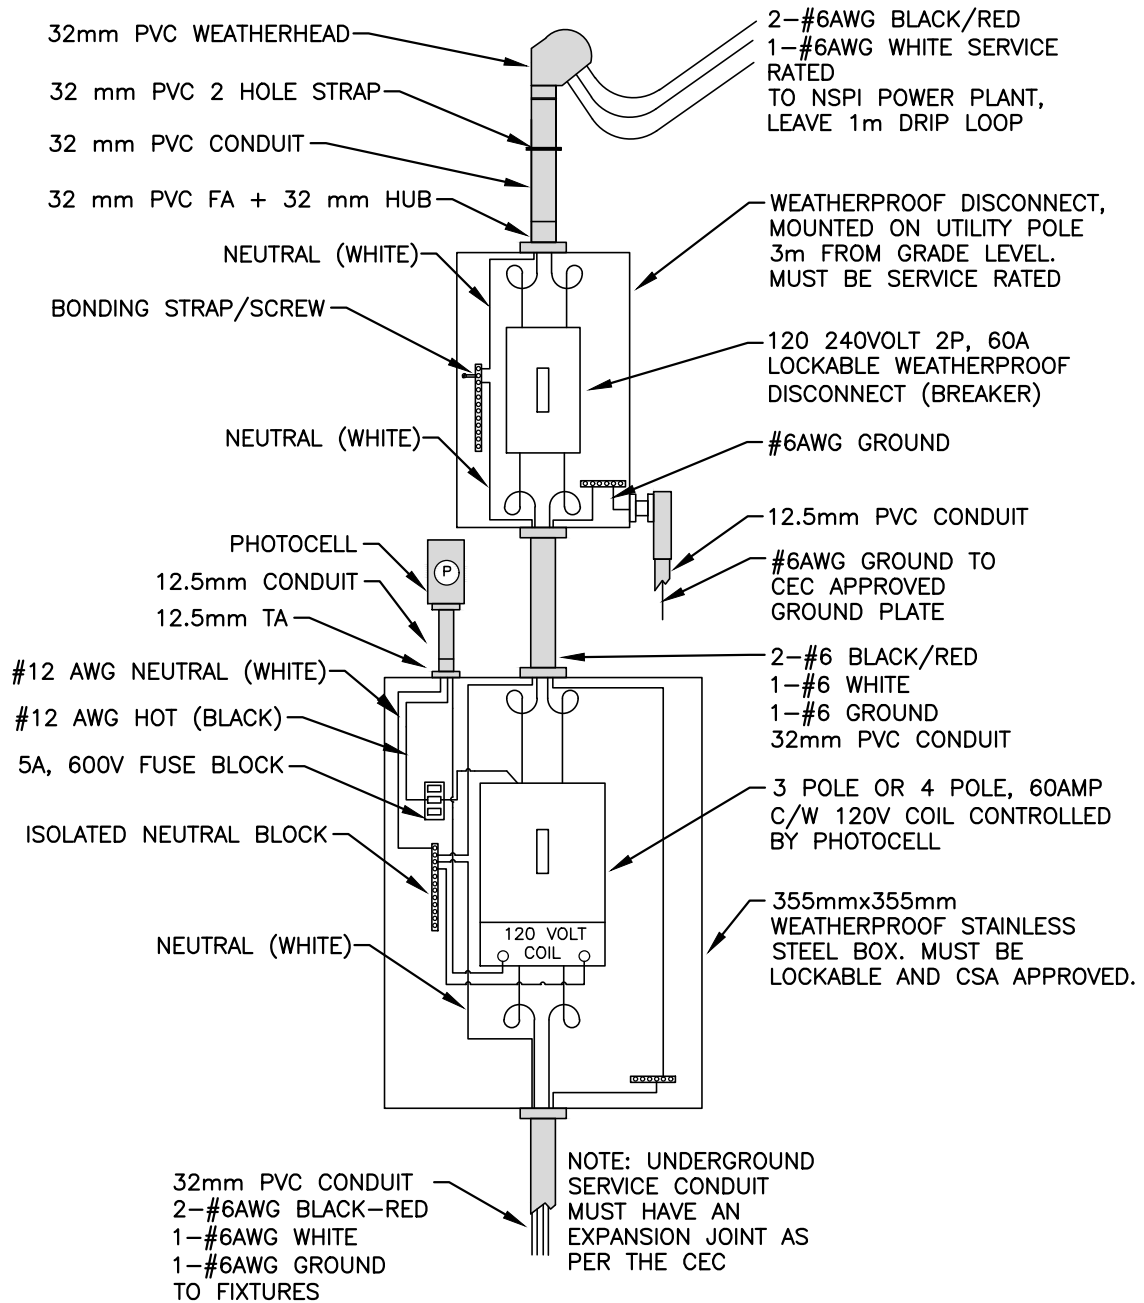 32mm PVC WEATHERHEAD
32 mm PVC 2 HOLE STRAP
32 mm PVC CONDUIT
32 mm PVC FA + 32 mm HUB
NEUTRAL (WHITE)
BONDING STRAP/SCREW
NEUTRAL (WHITE)
PHOTOCELL
P
12.5mm CONDUIT
12.5mm TA
#12 AWG NEUTRAL (WHITE)
#12 AWG HOT (BLACK)
5A, 600V FUSE BLOCK
ISOLATED NEUTRAL BLOCK
NEUTRAL (WHITE)
120 VOLT
COIL
2-#6AWG BLACK/RED
1-#6AWG WHITE SERVICE
RATED
TO NSPI POWER PLANT,
LEAVE 1m DRIP LOOP
WEATHERPROOF DISCONNECT,
MOUNTED ON UTILITY POLE
3m FROM GRADE LEVEL.
MUST BE SERVICE RATED
120 240VOLT 2P, 60A
LOCKABLE WEATHERPROOF
DISCONNECT (BREAKER)
#6AWG GROUND
12.5mm PVC CONDUIT
#6AWG GROUND TO
CEC APPROVED
GROUND PLATE
2-#6 BLACK/RED
1-#6 WHITE
1-#6 GROUND
32mm PVC CONDUIT
3 POLE OR 4 POLE, 60AMP
C/W 120V COIL CONTROLLED
BY PHOTOCELL
355mmx355mm
WEATHERPROOF STAINLESS
STEEL BOX. MUST BE
LOCKABLE AND CSA APPROVED.
32mm PVC CONDUIT
2-#6AWG BLACK-RED
1-#6AWG WHITE
1-#6AWG GROUND
TO FIXTURES
NOTE: UNDERGROUND
SERVICE CONDUIT
MUST HAVE AN
EXPANSION JOINT AS
PER THE CEC